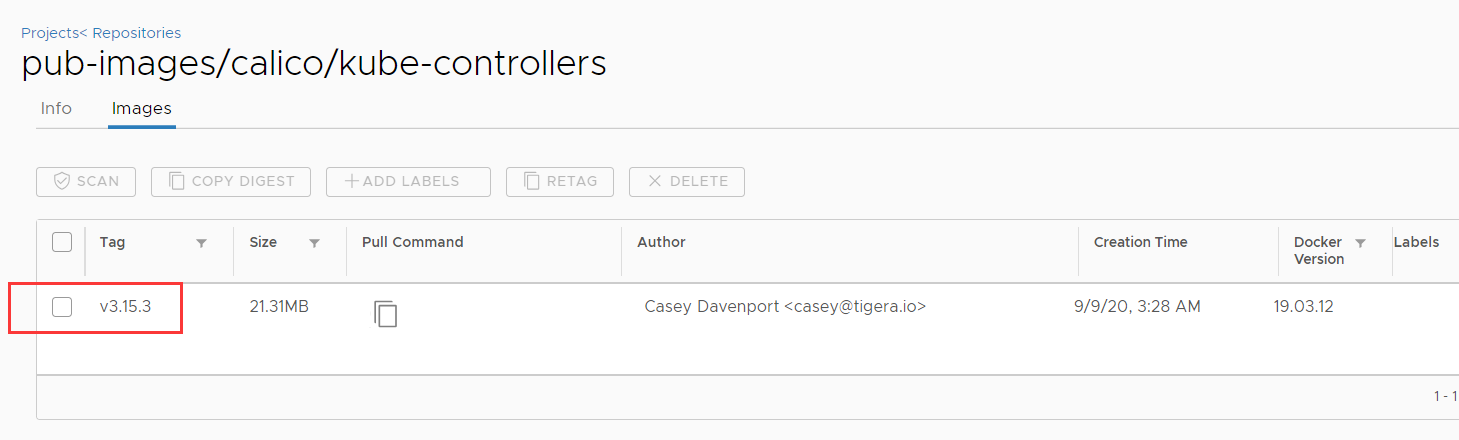 Projects< Repositories
pub-images/calico/kube-controllers
Info Images
SCAN COPY DIGEST ADD LABELS RETAG DELETE
Tag Size Pull Command Author Creation Time Docker Version Labels
v3.15.3 21.31MB Casey Davenport <casey@tigera.io> 9/9/20, 3:28 AM 19.03.12
1 - 1